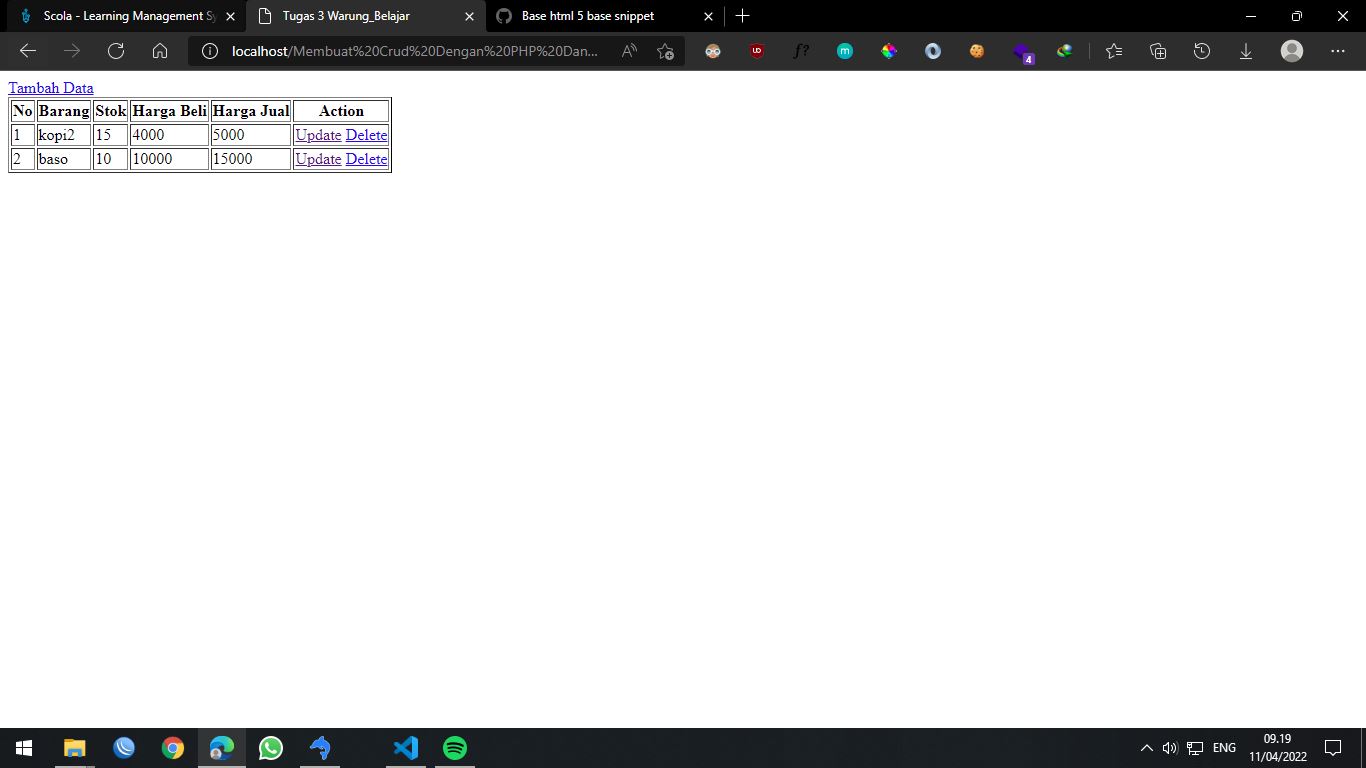 Scola - Learning Management Sy
Tugas 3 Warung_Belajar
Base html 5 base snippet
localhost/Membuat%20Crud%20Dengan%20PHP%20Dan...
Tambah Data
No Barang Stok Harga Beli Harga Jual Action
1 kopi2 15 4000 5000 Update Delete
2 baso 10 10000 15000 Update Delete
ENG
09.19
11/04/2022